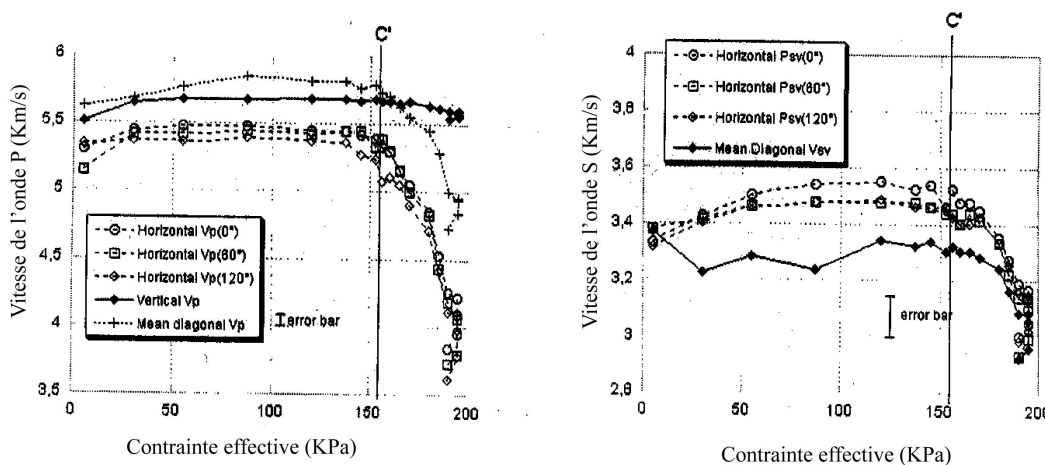 C'
6
5,5
5
4,5
4
3,5
0
50
100
150
200
Vitesse de l'onde P (Km/s)
Horizontal Vp(0°)
Horizontal Vp(60°)
Horizontal Vp(120°)
Vertical Vp
Mean diagonal Vp
error bar
Contrainte effective (KPa)
C'
4
3,8
3,6
3,4
3,2
3
2,8
0
50
100
150
200
Vitesse de l'onde S (Km/s)
Horizontal Psv(0°)
Horizontal Psv(60°)
Horizontal Psv(120°)
Mean Diagonal Vsv
error bar
Contrainte effective (KPa)